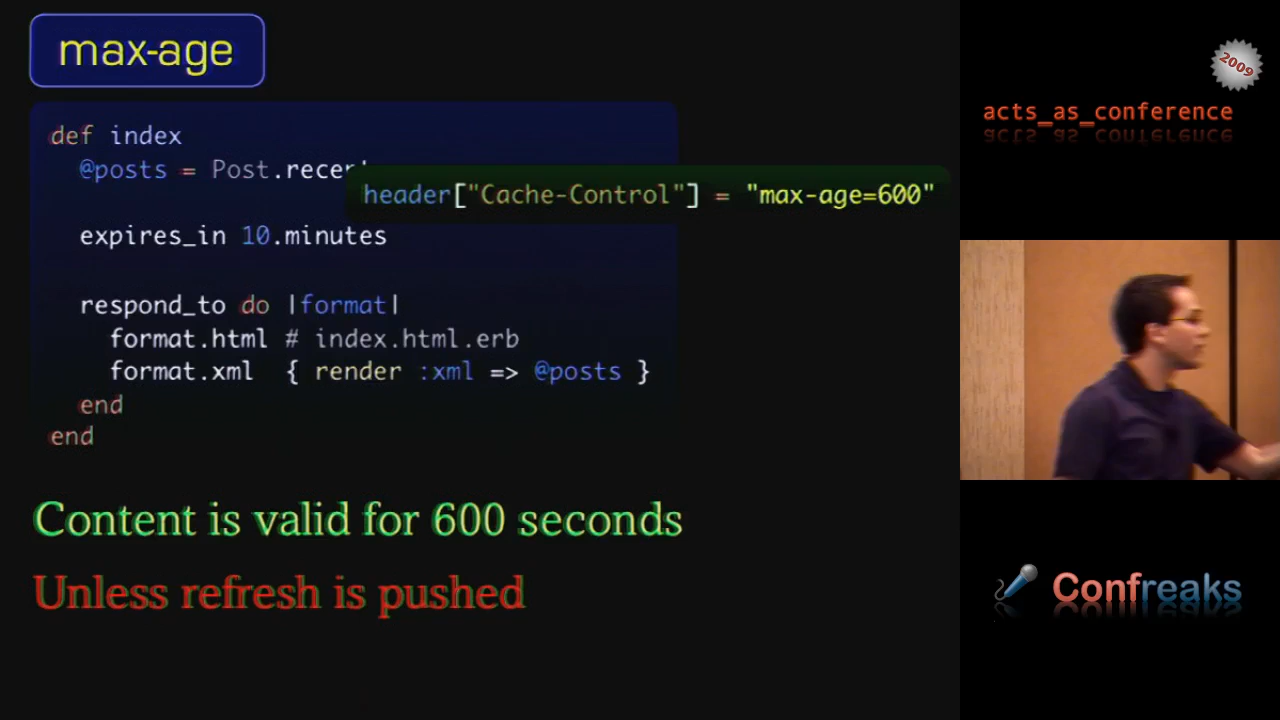 max-age
def index
@posts = Post.recent
header["Cache-Control"] = "max-age=600"
expires_in 10.minutes
respond_to do |format|
format.html # index.html.erb
format.xml { render :xml => @posts }
end
end
Content is valid for 600 seconds
Unless refresh is pushed
2009
acts_as_conference
Confreaks